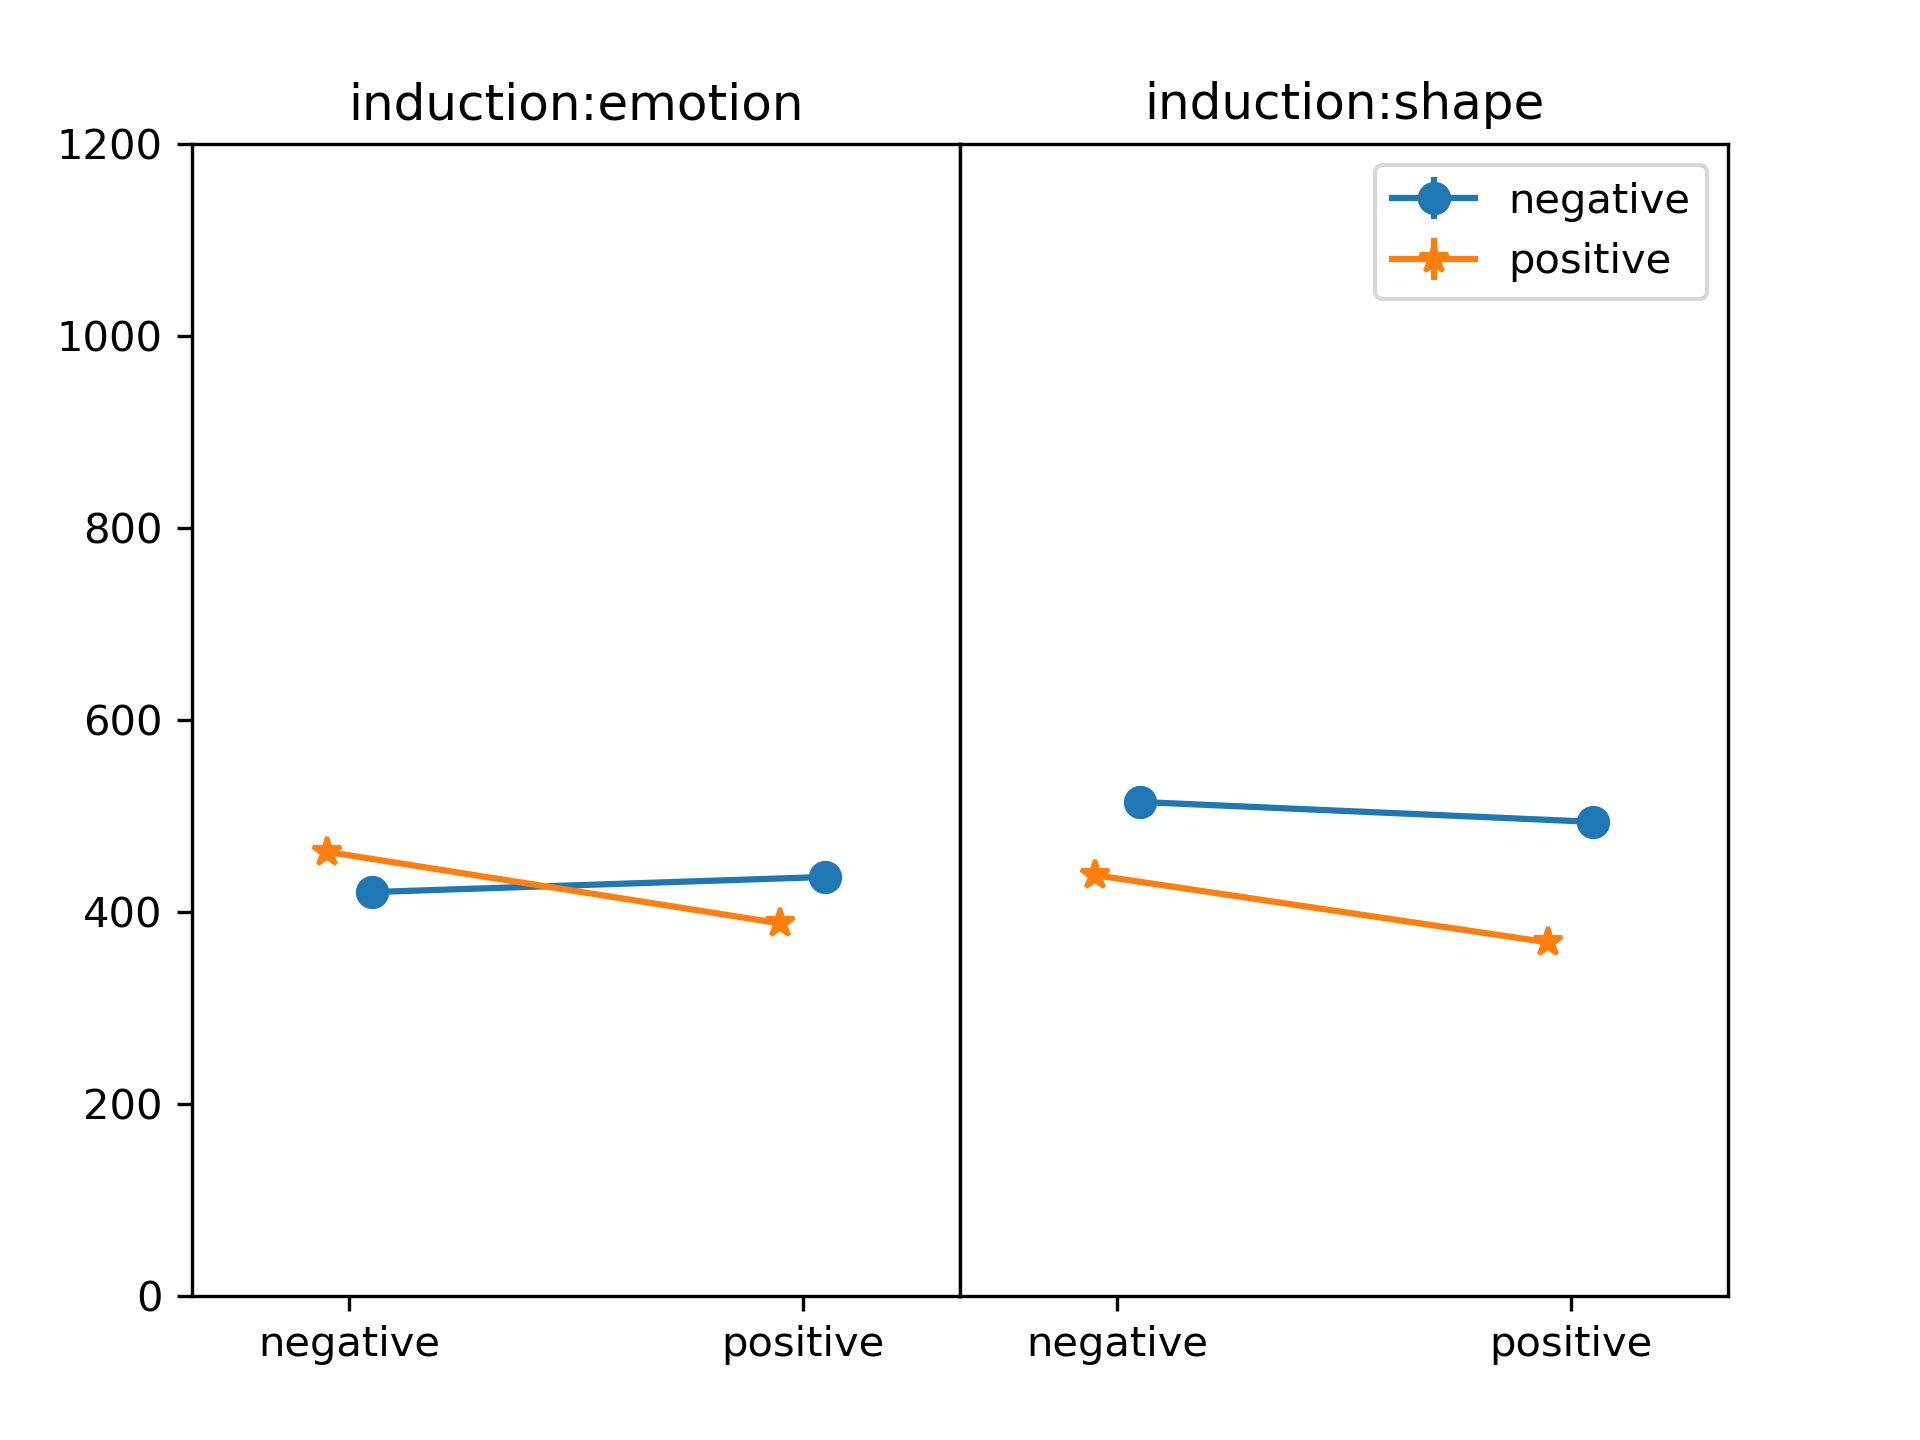 induction:emotion
induction:shape
1200
1000
800
600
400
200
0
negative
positive
negative
positive
negative
positive